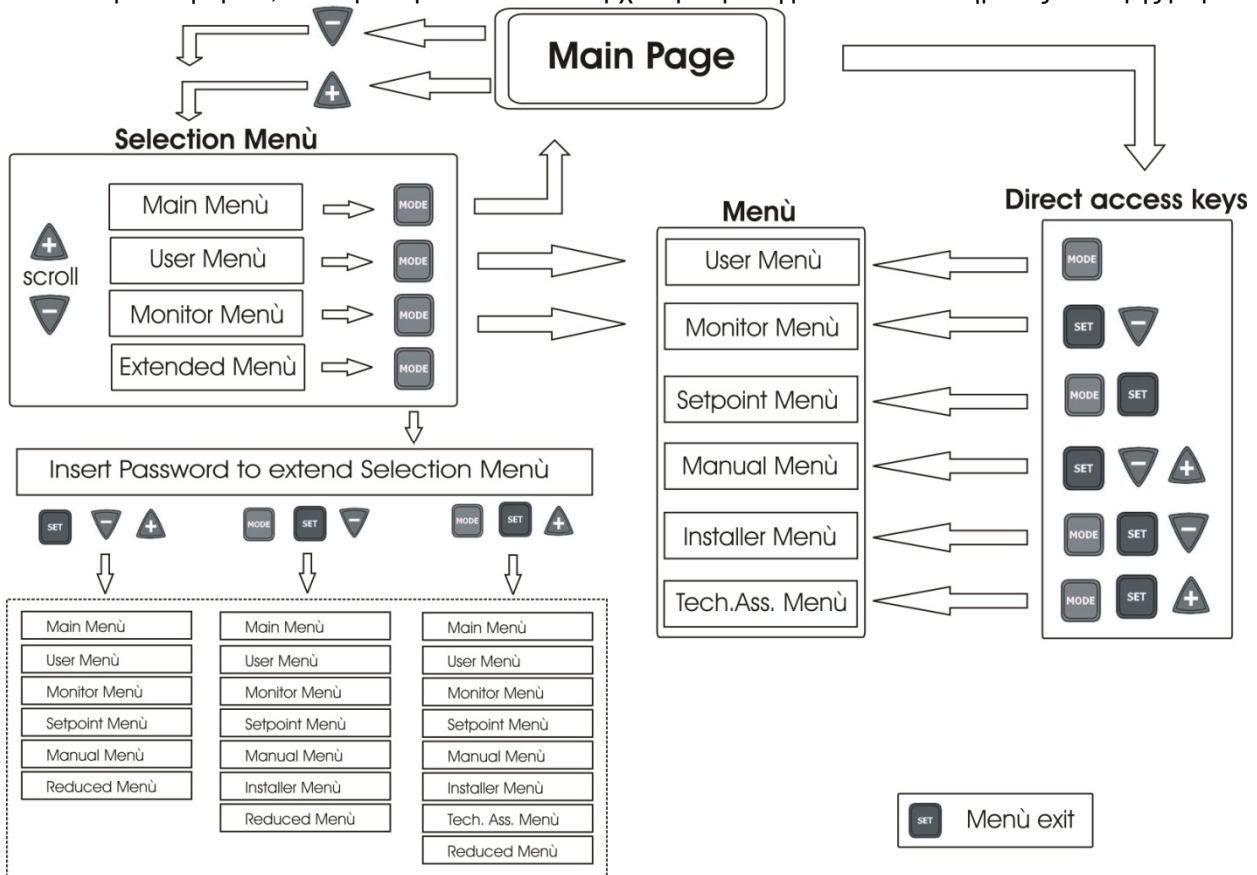 Main Page
Selection Menù
Main Menù
MODE
User Menù
MODE
scroll
Monitor Menù
MODE
Extended Menù
MODE
Insert Password to extend Selection Menù
SET
MODE SET
MODE SET
Main Menù
User Menù
Monitor Menù
Setpoint Menù
Manual Menù
Reduced Menù
Main Menù
User Menù
Monitor Menù
Setpoint Menù
Manual Menù
Installer Menù
Reduced Menù
Main Menù
User Menù
Monitor Menù
Setpoint Menù
Manual Menù
Installer Menù
Tech. Ass. Menù
Reduced Menù
Menù
User Menù
Monitor Menù
Setpoint Menù
Manual Menù
Installer Menù
Tech.Ass. Menù
Direct access keys
MODE
SET
MODE SET
SET
MODE SET
MODE SET
SET Menù exit